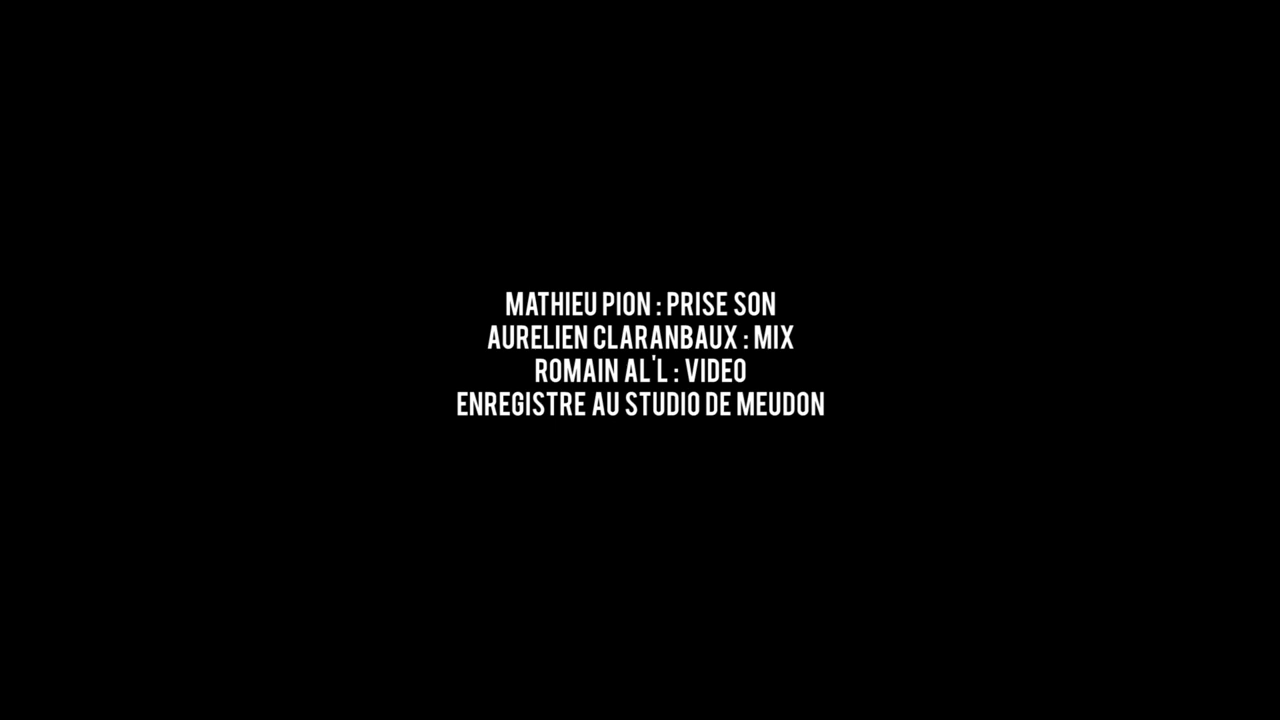 MATHIEU PION : PRISE SON
AURELIEN CLARANBAUX : MIX
ROMAIN AL'L : VIDEO
ENREGISTRE AU STUDIO DE MEUDON